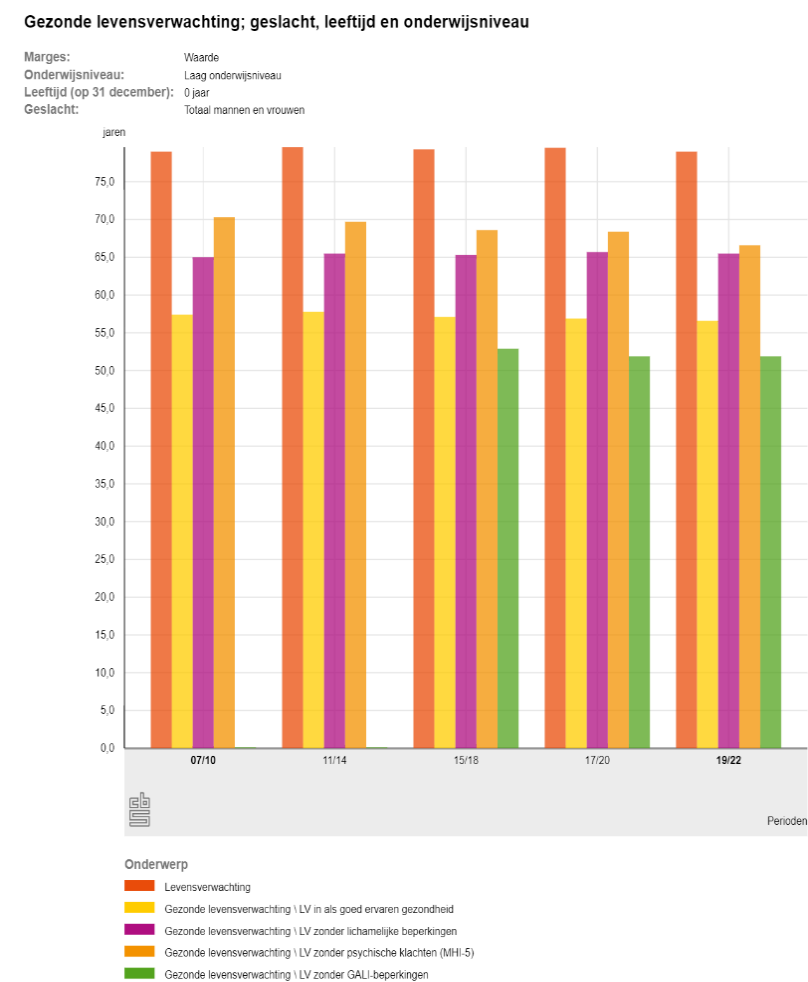 Gezonde levensverwachting; geslacht, leeftijd en onderwijsniveau
Marges: Waarde
Onderwijsniveau: Laag onderwijsniveau
Leeftijd (op 31 december): 0 jaar
Geslacht: Totaal mannen en vrouwen
jaren
75,0
70,0
65,0
60,0
55,0
50,0
45,0
40,0
35,0
30,0
25,0
20,0
15,0
10,0
5,0
0,0
07/10 11/14 15/18 17/20 19/22
cbs
Perioden
Onderwerp
Levensverwachting
Gezonde levensverwachting \ LV in als goed ervaren gezondheid
Gezonde levensverwachting \ LV zonder lichamelijke beperkingen
Gezonde levensverwachting \ LV zonder psychische klachten (MHI-5)
Gezonde levensverwachting \ LV zonder GALI-beperkingen